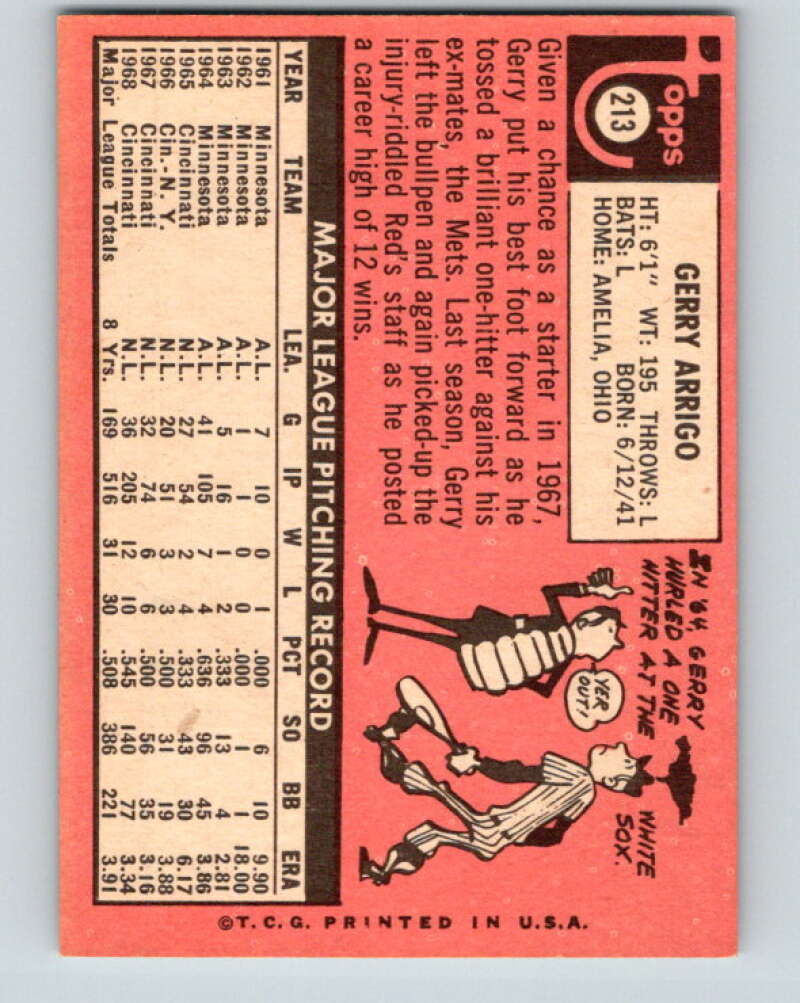 Topps
213
GERRY ARRIGO
HT: 6'1" WT: 195 THROWS: L
BATS: L BORN: 6/12/41
HOME: AMELIA, OHIO
Given a chance as a starter in 1967,
Gerry put his best foot forward as he
tossed a brilliant one-hitter against his
ex-mates, the Mets. Last season, Gerry
left the bullpen and again picked-up the
injury-riddled Red's staff as he posted
a career high of 12 wins.
IN '64, GERRY
HURLED A ONE
HITTER AT THE
WHITE
SOX.
YER
OUT!
MAJOR LEAGUE PITCHING RECORD
YEAR TEAM LEA. G IP W L PCT SO BB ERA
1961 Minnesota A.L. 7 10 0 1 .000 6 10 9.90
1962 Minnesota A.L. 1 1 0 0 .000 1 1 18.00
1963 Minnesota A.L. 5 16 1 2 .333 13 4 2.81
1964 Minnesota A.L. 41 105 7 4 .636 96 45 3.86
1965 Cincinnati N.L. 27 54 2 4 .333 43 30 6.17
1966 Cin.-N. Y. N.L. 20 51 3 3 .500 31 19 3.88
1967 Cincinnati N.L. 32 74 6 6 .500 56 35 3.16
1968 Cincinnati N.L. 36 205 12 10 .545 140 77 3.34
Major League Totals 8 Yrs. 169 516 31 30 .508 386 221 3.91
©T.C.G. PRINTED IN U.S.A.